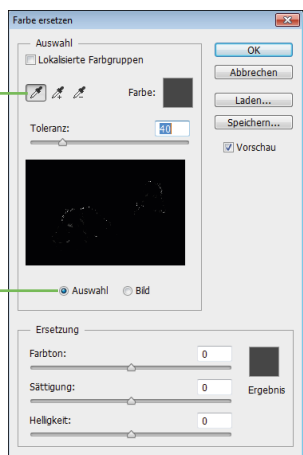 Farbe ersetzen
Auswahl
Lokalisierte Farbgruppen
Farbe:
Toleranz:
40
Auswahl
Bild
OK
Abbrechen
Laden...
Speichern...
Vorschau
Ersetzung
Farbton:
0
Sättigung:
0
Helligkeit:
0
Ergebnis